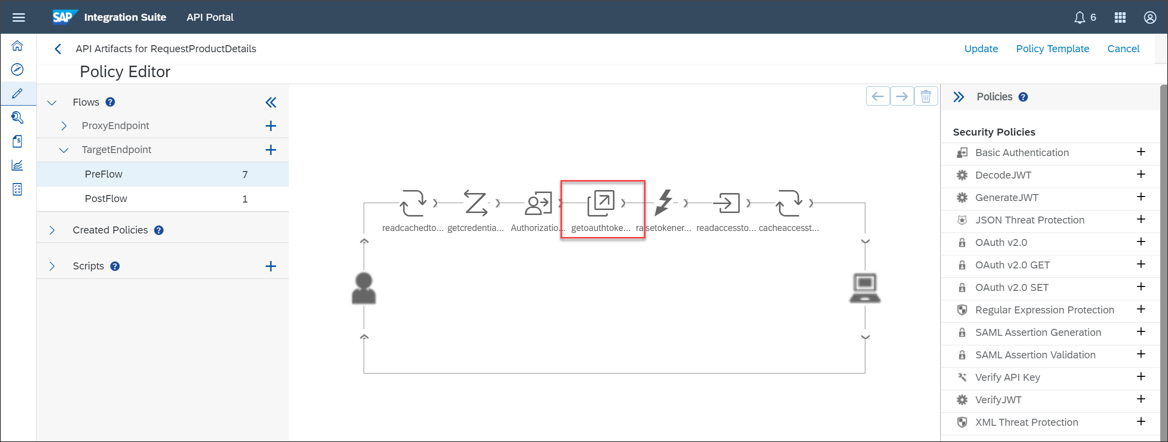 SAP Integration Suite API Portal 6
API Artifacts for RequestProductDetails Update Policy Template Cancel
Policy Editor
Flows ?
ProxyEndpoint
TargetEndpoint
PreFlow 7
PostFlow 1
Created Policies ?
Scripts ?
readcachedto... getcredentia... Authorizatio... getoauthtoke... raisetokener... readaccessto... cacheaccesst...
Policies ?
Security Policies
Basic Authentication
DecodeJWT
GenerateJWT
JSON Threat Protection
OAuth v2.0
OAuth v2.0 GET
OAuth v2.0 SET
Regular Expression Protection
SAML Assertion Generation
SAML Assertion Validation
Verify API Key
VerifyJWT
XML Threat Protection